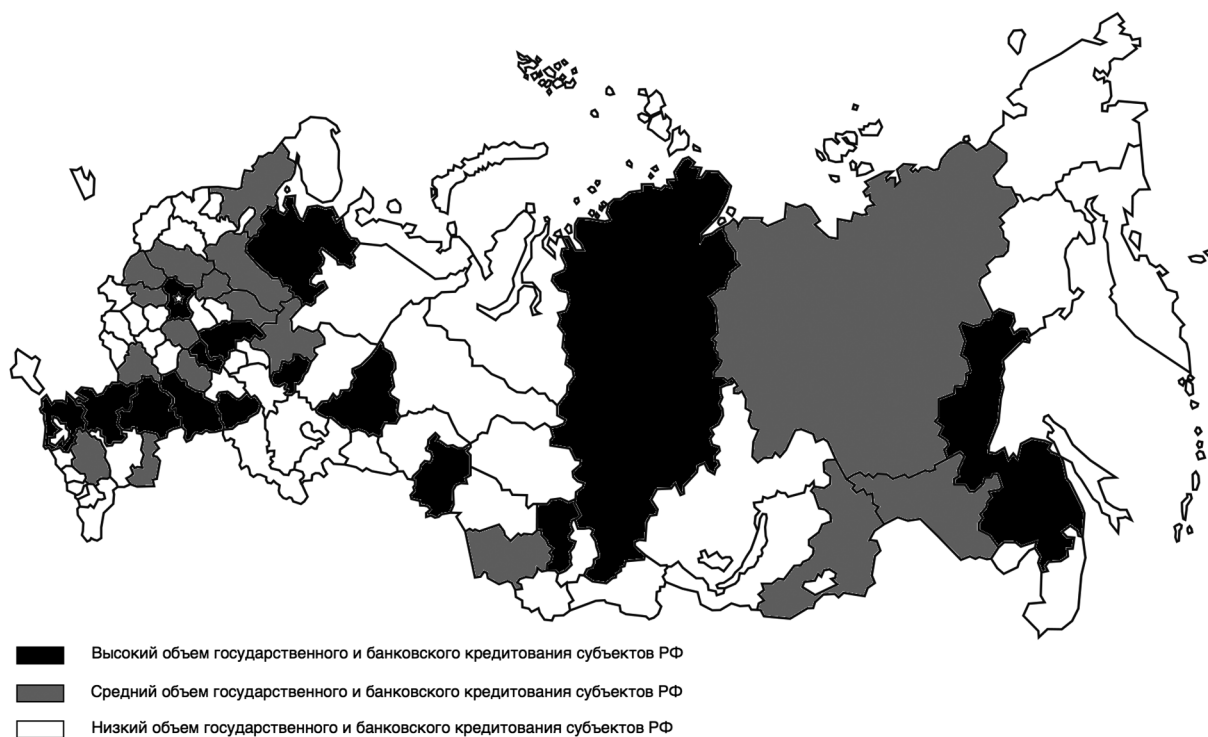 Высокий объем государственного и банковского кредитования субъектов РФ
Средний объем государственного и банковского кредитования субъектов РФ
Низкий объем государственного и банковского кредитования субъектов РФ